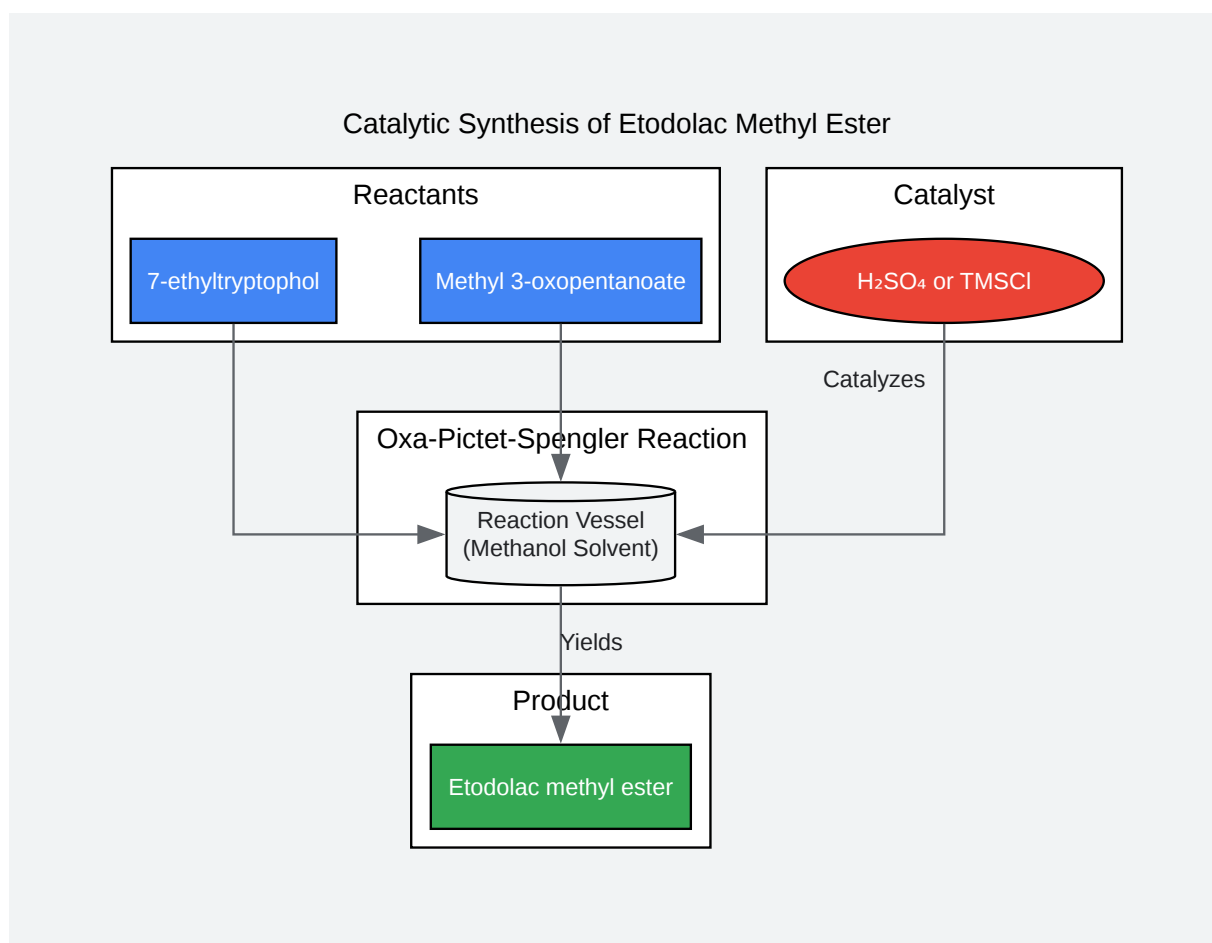 Catalytic Synthesis of Etodolac Methyl Ester
Reactants
Catalyst
7-ethyltryptophol
Methyl 3-oxopentanoate
H₂SO₄ or TMSCl
Catalyzes
Oxa-Pictet-Spengler Reaction
Reaction Vessel
(Methanol Solvent)
Yields
Product
Etodolac methyl ester